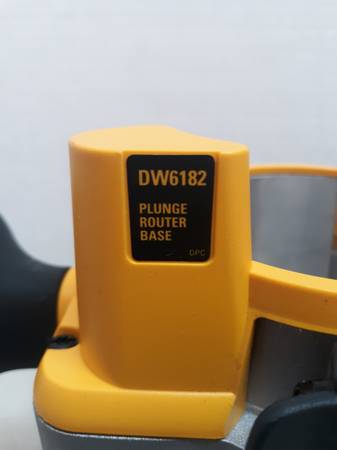 DW6182
PLUNGE
ROUTER
BASE
DPC